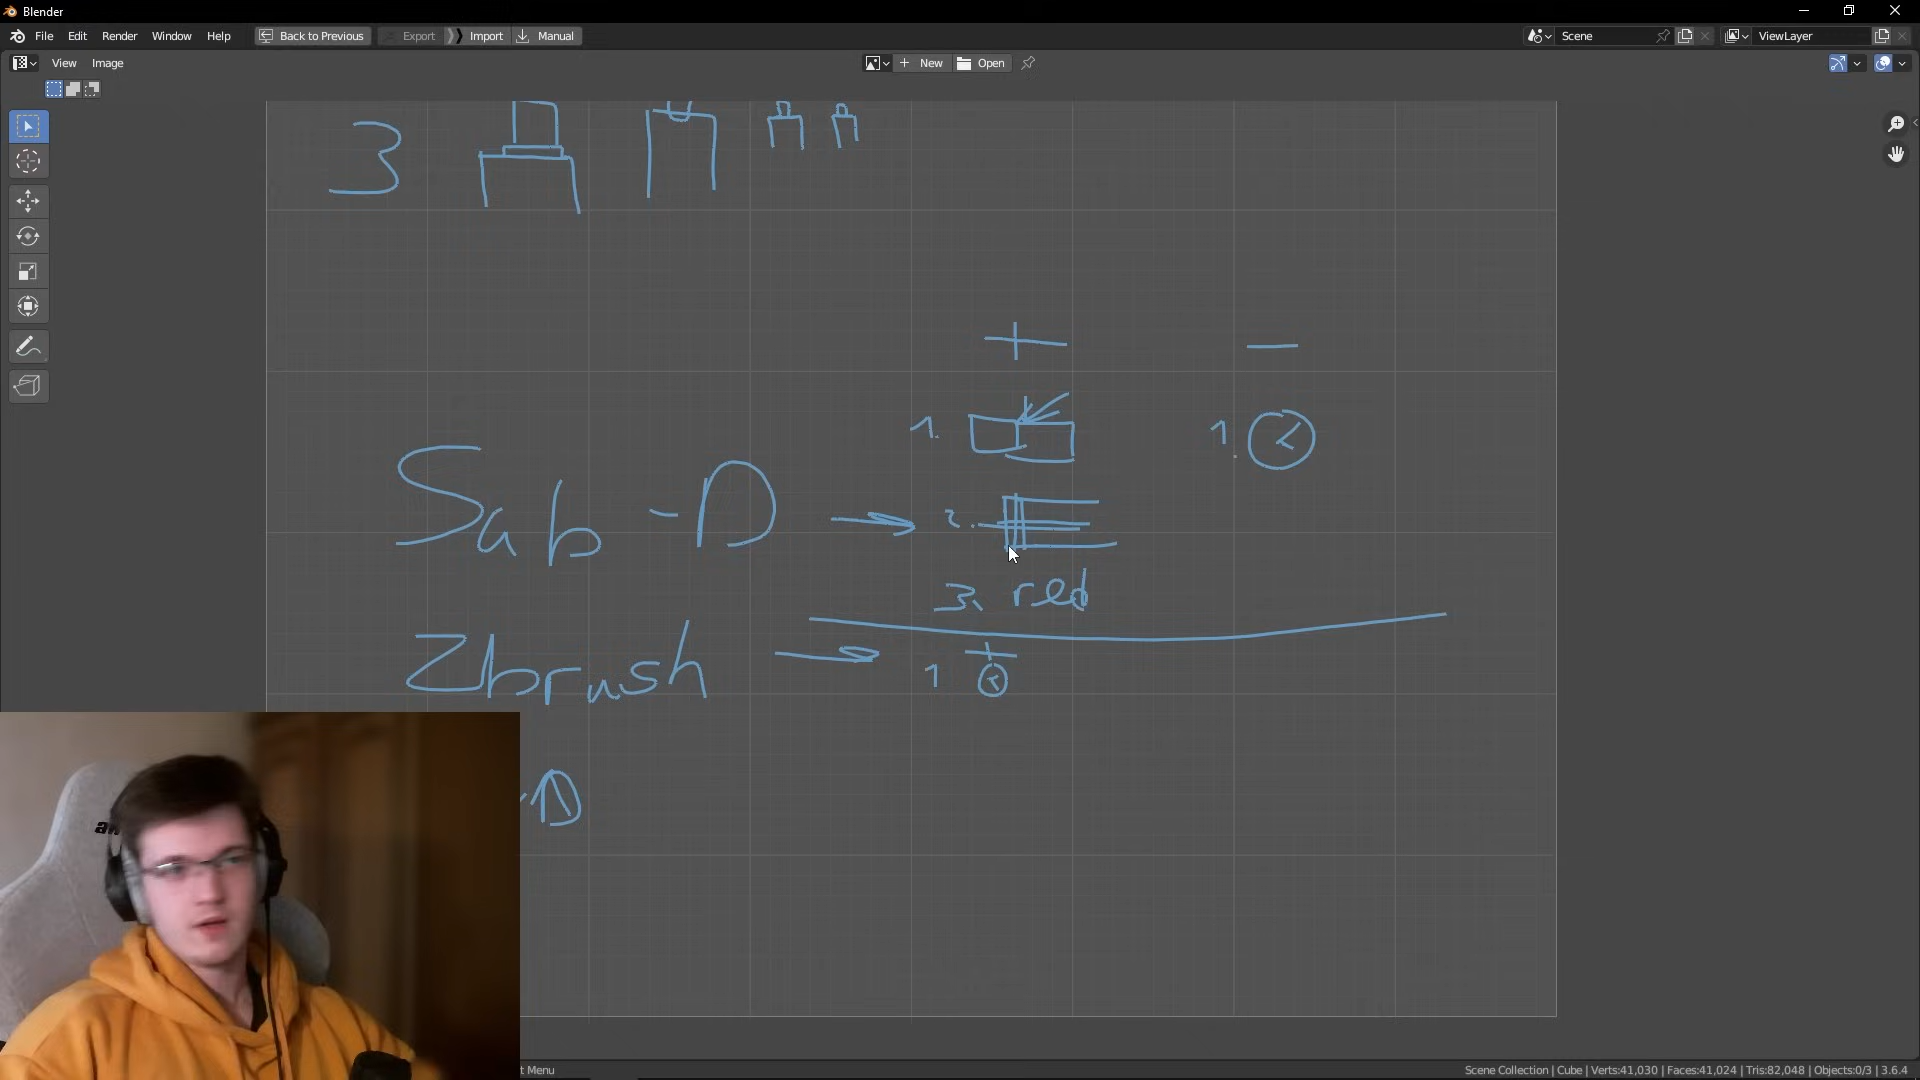 Blender
File Edit Render Window Help Back to Previous Export Import Manual Scene ViewLayer
View Image New Open
3
+ −
1. 1.
Sub-D → 2.
3. red
Zbrush → 1 +
D
t Menu
Scene Collection | Cube | Verts:41,030 | Faces:41,024 | Tris:82,048 | Objects:0/3 | 3.6.4